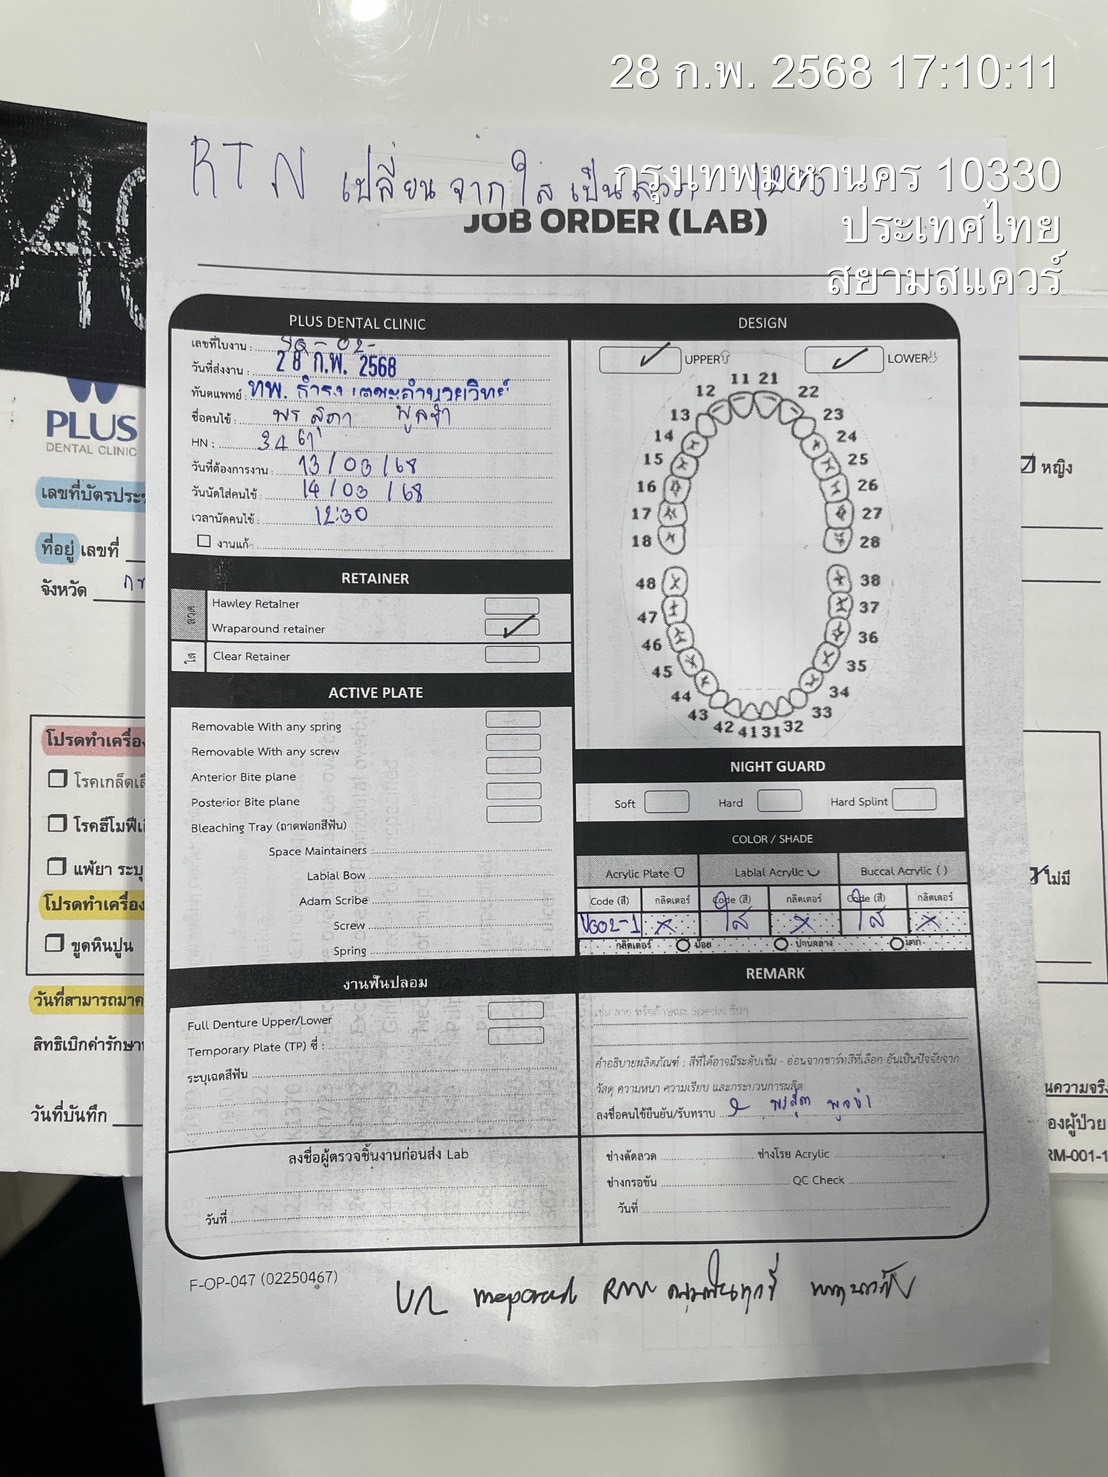 28 ก.พ. 2568 17:10:11
กรุงเทพมหานคร 10330
ประเทศไทย
สยามสแควร์
RTN เปลี่ยนจากใสเป็นลวด
JOB ORDER (LAB)
PLUS DENTAL CLINIC
เลขที่ใบงาน : SQ-02-
วันที่ส่งงาน : 28 ก.พ. 2568
ทันตแพทย์ : ทพ. ธำรง
ชื่อคนไข้ : พรสุดา พูลขำ
HN : 3461
วันที่ต้องการงาน : 13/03/68
วันนัดใส่คนไข้ : 14/03/68
เวลานัดคนไข้ : 12:30
งานแก้ :
RETAINER
ลวด
Hawley Retainer
Wraparound retainer ✓
ใส
Clear Retainer
ACTIVE PLATE
Removable With any spring
Removable With any screw
Anterior Bite plane
Posterior Bite plane
Bleaching Tray (ถาดฟอกสีฟัน)
Space Maintainers
Labial Bow
Adam Scribe
Screw
Spring
งานฟันปลอม
Full Denture Upper/Lower
Temporary Plate (TP) ซี่ :
ระบุเฉดสีฟัน
ลงชื่อผู้ตรวจชิ้นงานก่อนส่ง Lab
วันที่
DESIGN
✓ UPPER ✓ LOWER
11 21
12 22
13 23
14 24
15 25
16 26
17 27
18 28
48 38
47 37
46 36
45 35
44 34
43 33
42 41 31 32
NIGHT GUARD
Soft Hard Hard Splint
COLOR / SHADE
Acrylic Plate Labial Acrylic Buccal Acrylic ( )
Code (สี) กลิตเตอร์ Code (สี) กลิตเตอร์ Code (สี) กลิตเตอร์
VG02-1 X ใส X ใส X
กลิตเตอร์ น้อย ปานกลาง มาก
REMARK
เช่น ลาย หรือลักษณะ Special อื่นๆ
คำอธิบายผลิตภัณฑ์ : สีที่ได้อาจมีระดับเข้ม - อ่อนจากชาร์ทสีที่เลือก อันเป็นปัจจัยจาก
วัสดุ ความหนา ความเรียบ และกระบวนการผลิต
ลงชื่อคนไข้ยืนยัน/รับทราบ พรสุดา พูลขำ
ช่างดัดลวด ช่างโรย Acrylic
ช่างกรอขัน QC Check
วันที่
F-OP-047 (02250467)
U/L
PLUS
DENTAL CLINIC
เลขที่บัตรประช
ที่อยู่ เลขที่
จังหวัด
โปรดทำเครื่อง
โรคเกล็ดเลื
โรคฮีโมฟีเ
แพ้ยา ระบุ
โปรดทำเครื่อง
ขูดหินปูน
วันที่สามารถมาค
สิทธิเบิกค่ารักษา
วันที่บันทึก
หญิง
ไม่มี
นความจริง
องผู้ป่วย
RM-001-1